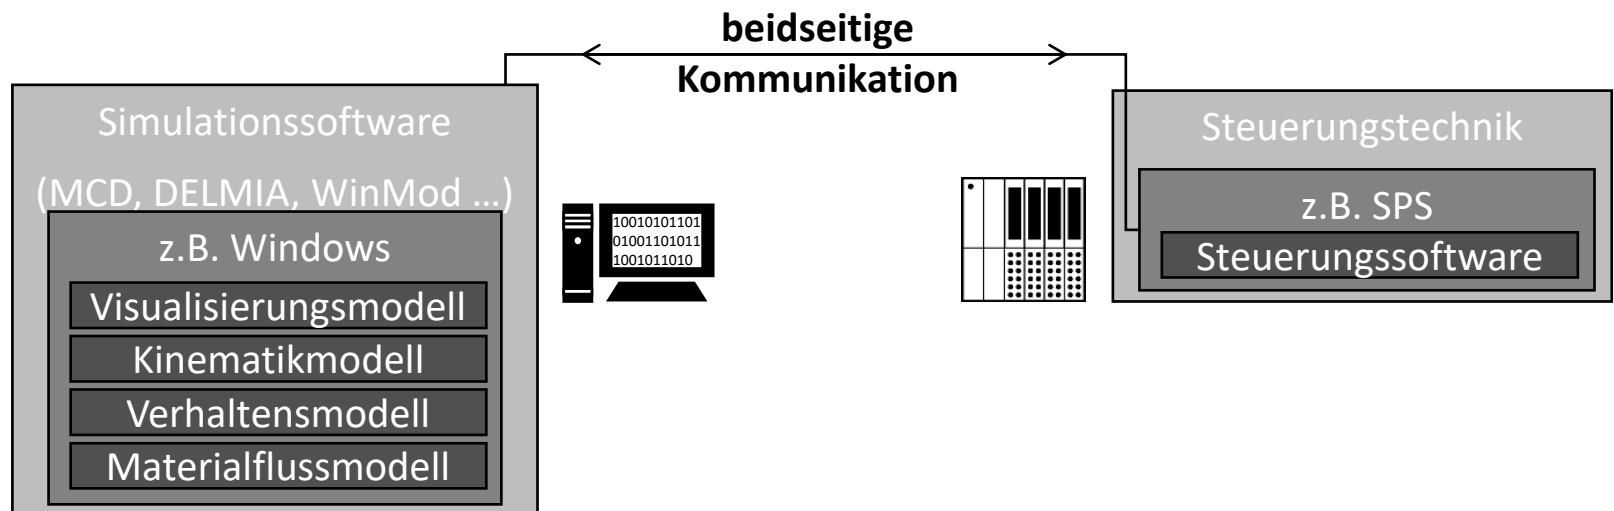 beidseitige
Kommunikation
Simulationssoftware
(MCD, DELMIA, WinMod ...)
z.B. Windows
Visualisierungsmodell
Kinematikmodell
Verhaltensmodell
Materialflussmodell
10010101101
01001101011
1001011010
Steuerungstechnik
z.B. SPS
Steuerungssoftware